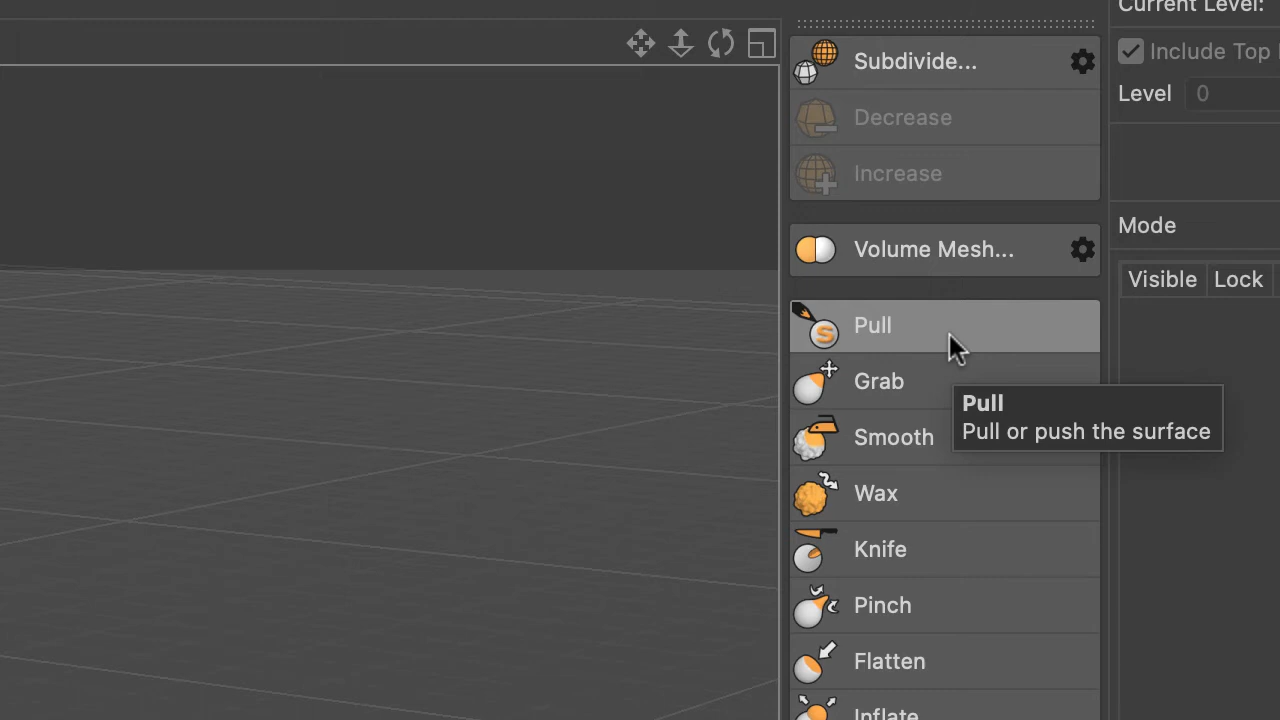 Current Level:
Subdivide...
Include Top
Decrease
Level 0
Increase
Mode
Volume Mesh...
Visible Lock
Pull
Grab
Pull
Pull or push the surface
Smooth
Wax
Knife
Pinch
Flatten
Inflate